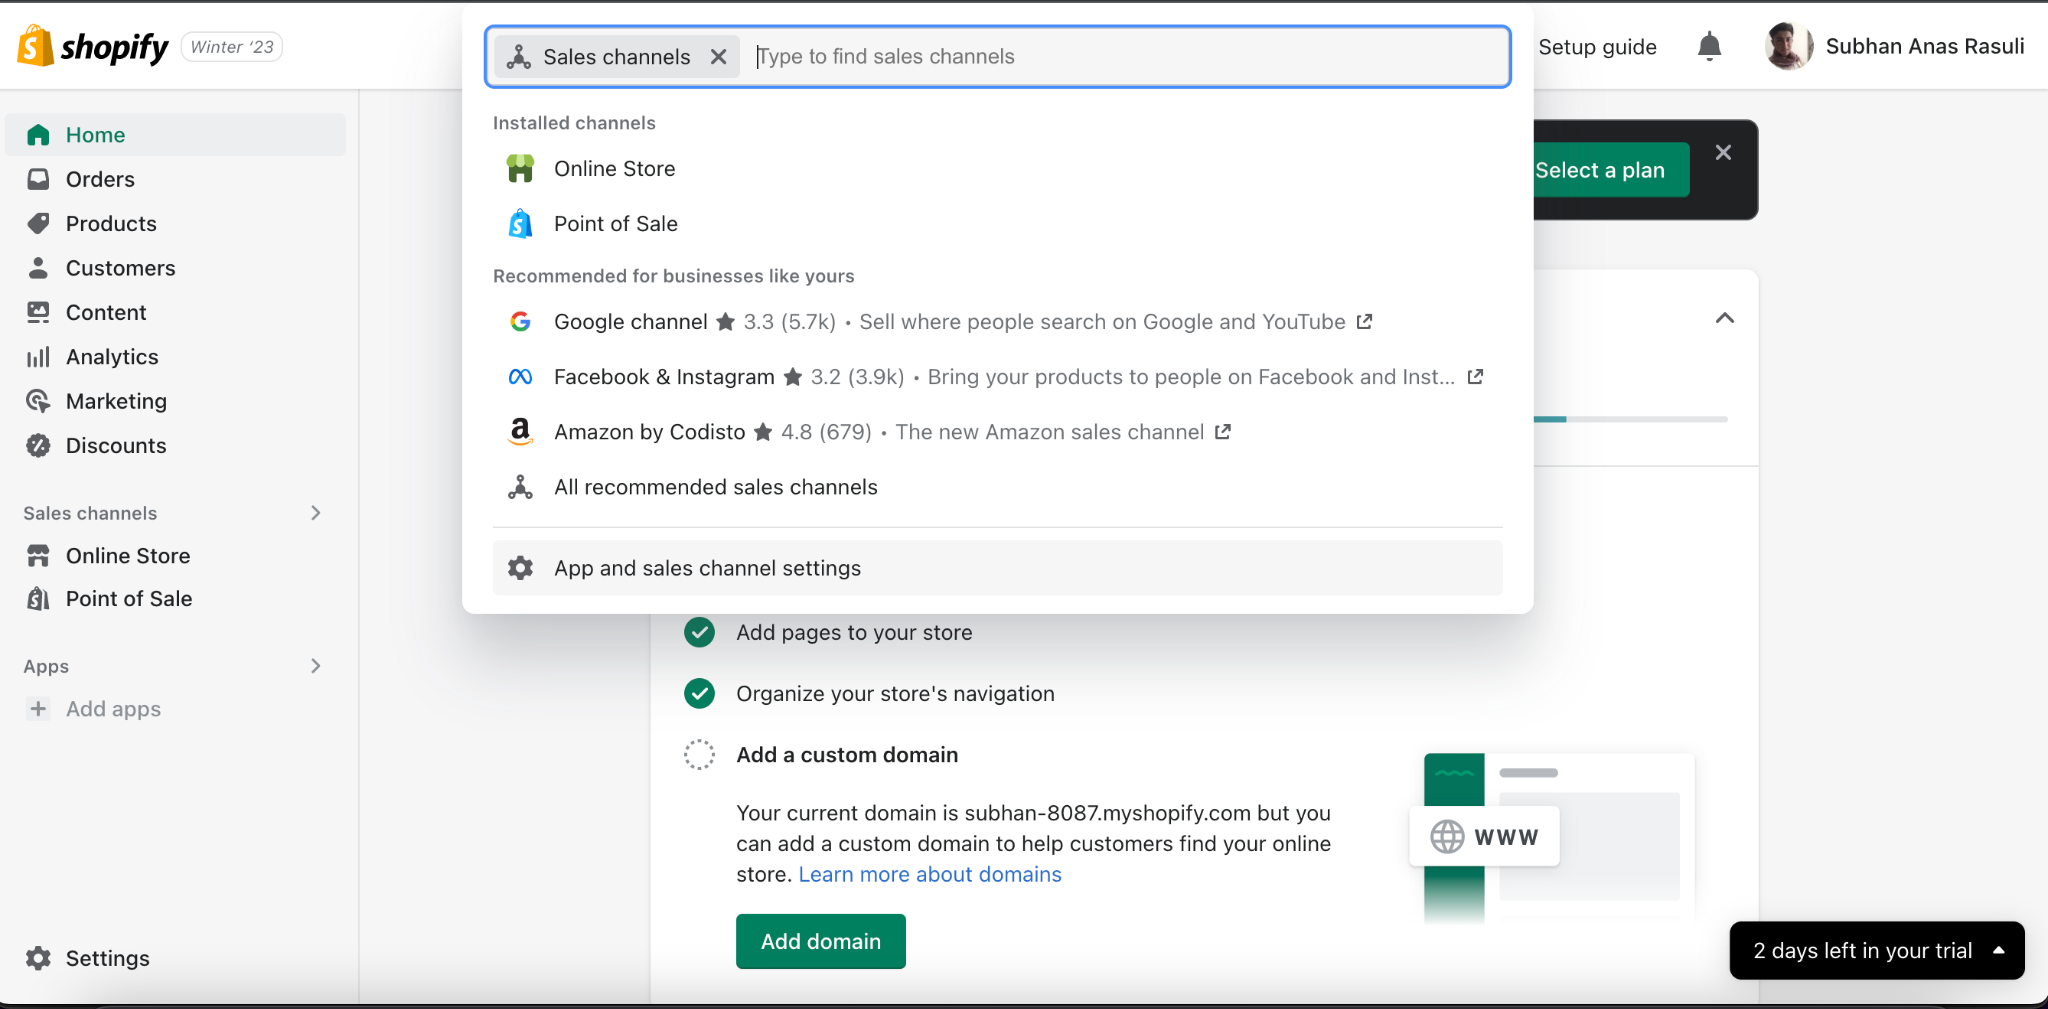 shopify
Winter ‘23
Sales channels
Type to find sales channels
Setup guide
Subhan Anas Rasuli
Home
Orders
Products
Customers
Content
Analytics
Marketing
Discounts
Sales channels
Online Store
Point of Sale
Apps
Add apps
Settings
Installed channels
Online Store
Point of Sale
Recommended for businesses like yours
Google channel ★ 3.3 (5.7k) • Sell where people search on Google and YouTube
Facebook & Instagram ★ 3.2 (3.9k) • Bring your products to people on Facebook and Inst...
Amazon by Codisto ★ 4.8 (679) • The new Amazon sales channel
All recommended sales channels
App and sales channel settings
Select a plan
Add pages to your store
Organize your store's navigation
Add a custom domain
Your current domain is subhan-8087.myshopify.com but you
can add a custom domain to help customers find your online
store. Learn more about domains
Add domain
www
2 days left in your trial